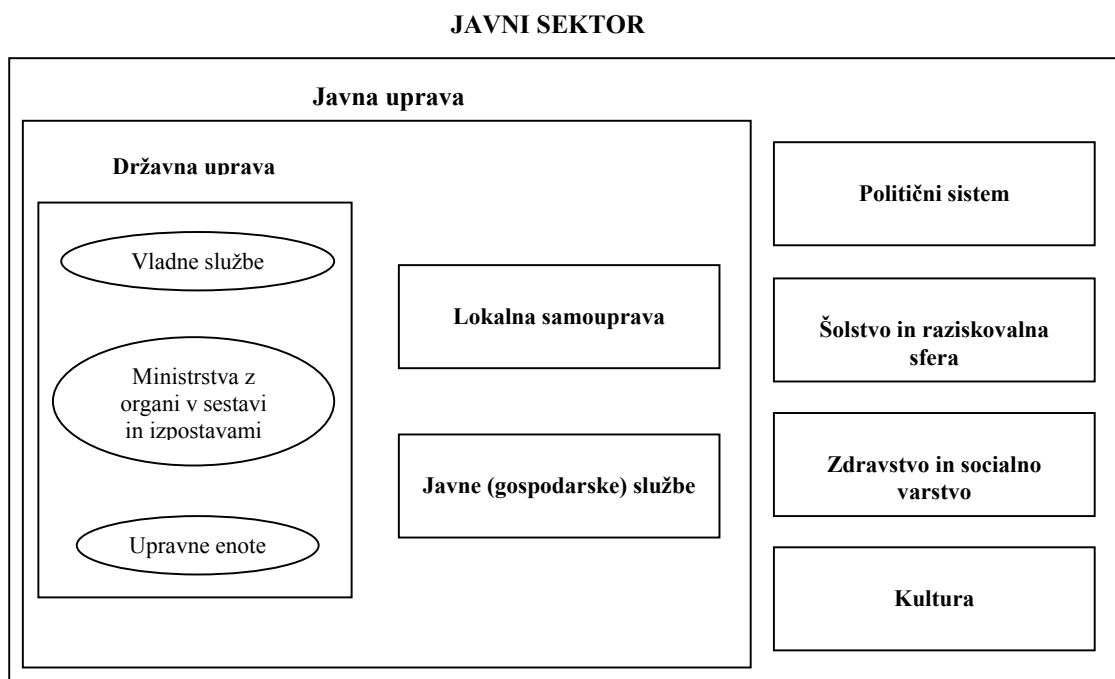 JAVNI SEKTOR
Javna uprava
Državna uprava
Vladne službe
Ministrstva z
organi v sestavi
in izpostavami
Upravne enote
Lokalna samouprava
Javne (gospodarske) službe
Politični sistem
Šolstvo in raziskovalna
sfera
Zdravstvo in socialno
varstvo
Kultura